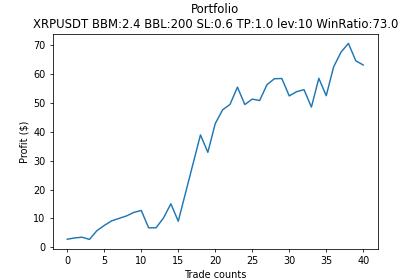 Portfolio
XRPUSDT BBM:2.4 BBL:200 SL:0.6 TP:1.0 lev:10 WinRatio:73.0
Profit ($)
70
60
50
40
30
20
10
0
0 5 10 15 20 25 30 35 40
Trade counts